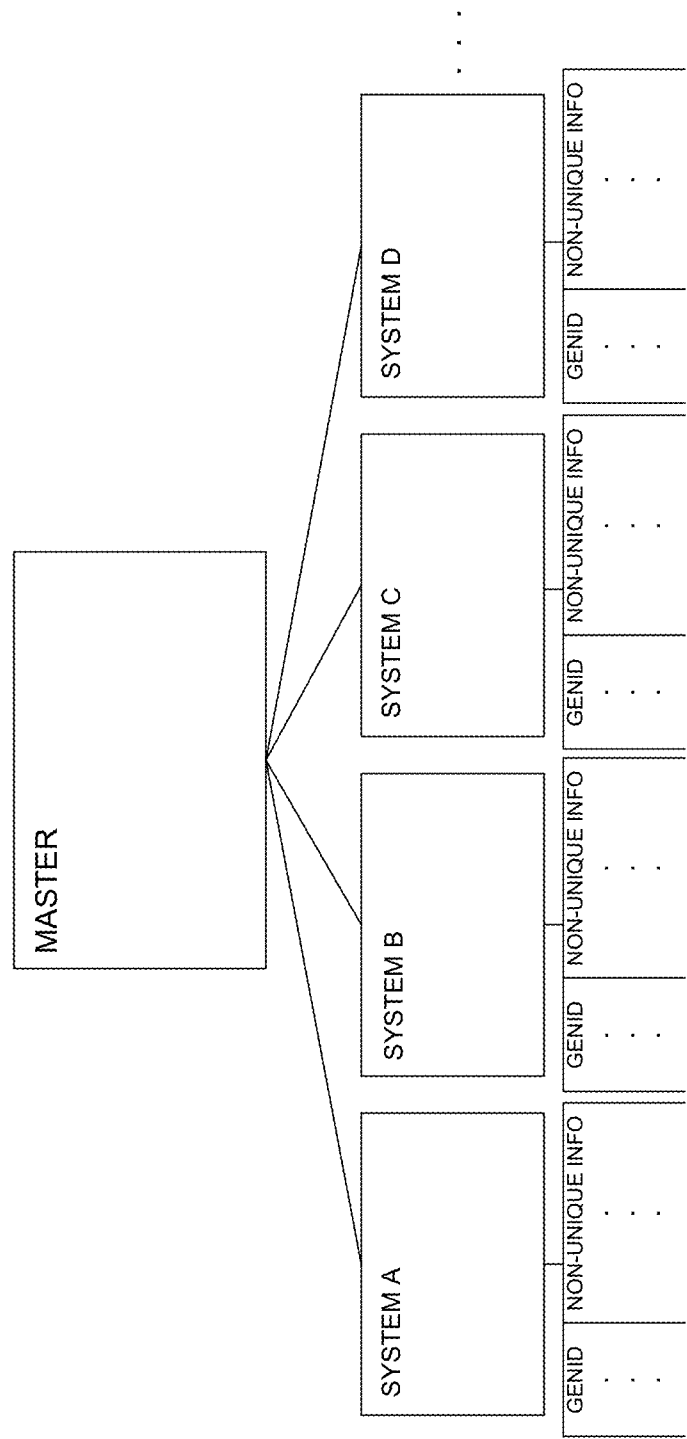 MASTER
SYSTEM A
SYSTEM B
SYSTEM C
SYSTEM D
. . .
GENID
NON-UNIQUE INFO
. . .
. . .
GENID
NON-UNIQUE INFO
. . .
. . .
GENID
NON-UNIQUE INFO
. . .
. . .
GENID
NON-UNIQUE INFO
. . .
. . .